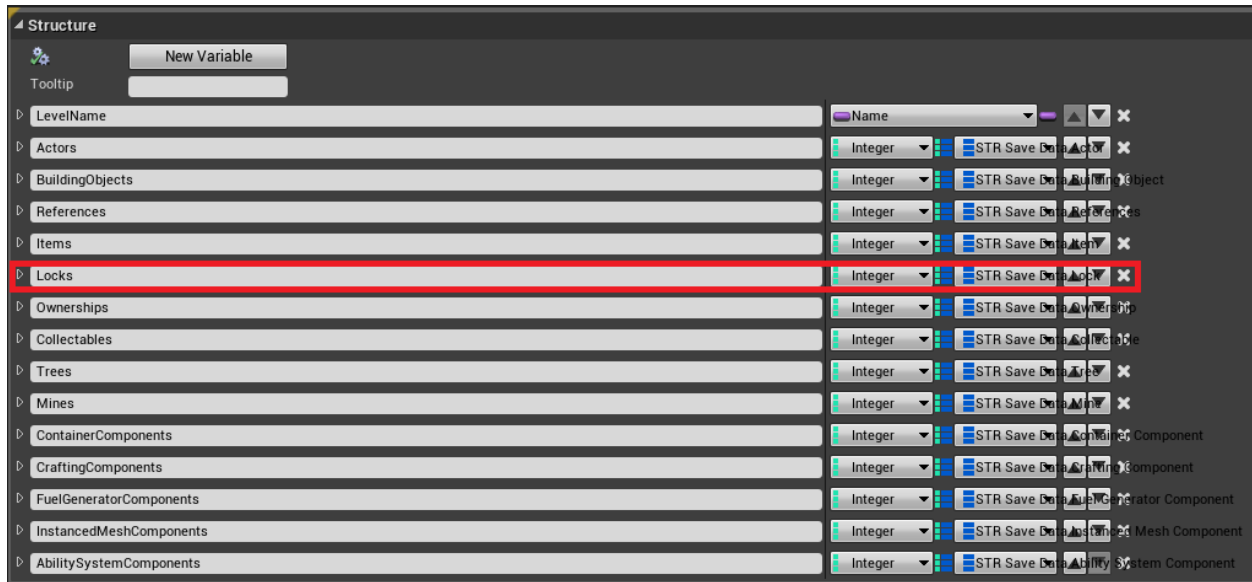 Structure
New Variable
Tooltip
LevelName Name
Actors Integer STR Save Data Actor
BuildingObjects Integer STR Save Data Building Object
References Integer STR Save Data References
Items Integer STR Save Data Item
Locks Integer STR Save Data Lock
Ownerships Integer STR Save Data Ownership
Collectables Integer STR Save Data Collectable
Trees Integer STR Save Data Tree
Mines Integer STR Save Data Mine
ContainerComponents Integer STR Save Data Container Component
CraftingComponents Integer STR Save Data Crafting Component
FuelGeneratorComponents Integer STR Save Data Fuel Generator Component
InstancedMeshComponents Integer STR Save Data Instanced Mesh Component
AbilitySystemComponents Integer STR Save Data Ability System Component